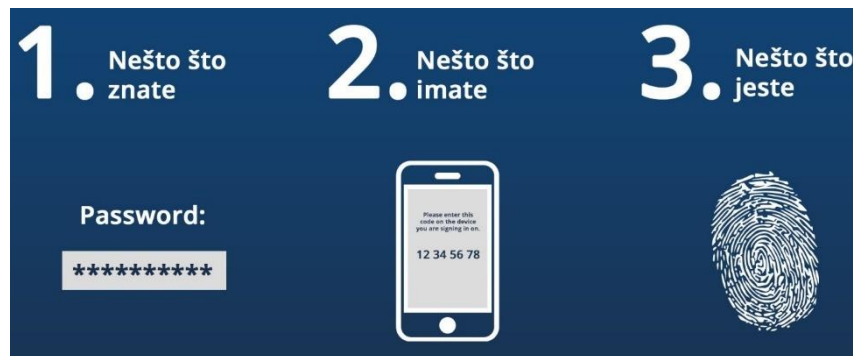 1. Nešto što
znate
2. Nešto što
imate
3. Nešto što
jeste
Password:
**********
Please enter this
code on the device
you are signing in on.
12 34 56 78